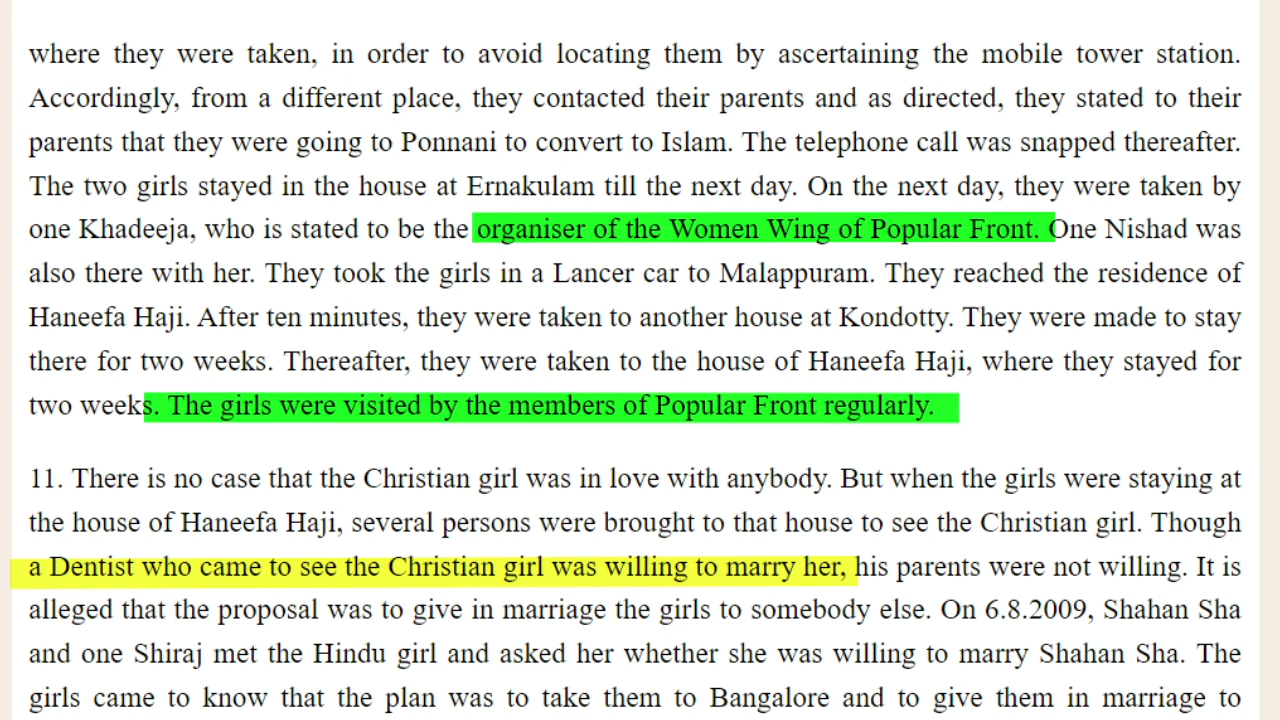 where they were taken, in order to avoid locating them by ascertaining the mobile tower station.
Accordingly, from a different place, they contacted their parents and as directed, they stated to their
parents that they were going to Ponnani to convert to Islam. The telephone call was snapped thereafter.
The two girls stayed in the house at Ernakulam till the next day. On the next day, they were taken by
one Khadeeja, who is stated to be the organiser of the Women Wing of Popular Front. One Nishad was
also there with her. They took the girls in a Lancer car to Malappuram. They reached the residence of
Haneefa Haji. After ten minutes, they were taken to another house at Kondotty. They were made to stay
there for two weeks. Thereafter, they were taken to the house of Haneefa Haji, where they stayed for
two weeks. The girls were visited by the members of Popular Front regularly.
11. There is no case that the Christian girl was in love with anybody. But when the girls were staying at
the house of Haneefa Haji, several persons were brought to that house to see the Christian girl. Though
a Dentist who came to see the Christian girl was willing to marry her, his parents were not willing. It is
alleged that the proposal was to give in marriage the girls to somebody else. On 6.8.2009, Shahan Sha
and one Shiraj met the Hindu girl and asked her whether she was willing to marry Shahan Sha. The
girls came to know that the plan was to take them to Bangalore and to give them in marriage to